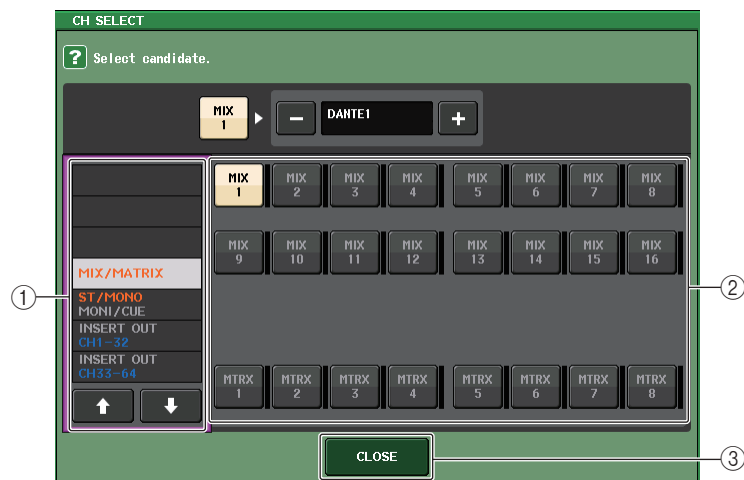 CH SELECT
? Select candidate.
MIX 1
− DANTE1 +
MIX 1 MIX 2 MIX 3 MIX 4 MIX 5 MIX 6 MIX 7 MIX 8
MIX 9 MIX 10 MIX 11 MIX 12 MIX 13 MIX 14 MIX 15 MIX 16
MIX/MATRIX
ST/MONO
MONI/CUE
INSERT OUT
CH1-32
INSERT OUT
CH33-64
MTRX 1 MTRX 2 MTRX 3 MTRX 4 MTRX 5 MTRX 6 MTRX 7 MTRX 8
CLOSE
1
2
3